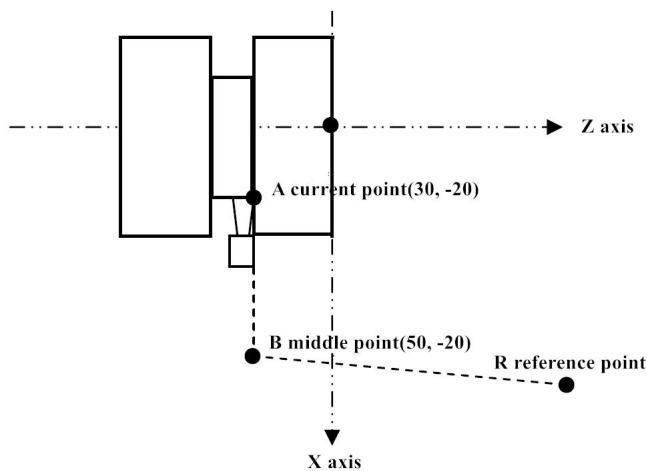 Z axis
A current point(30, -20)
B middle point(50, -20)
R reference point
X axis